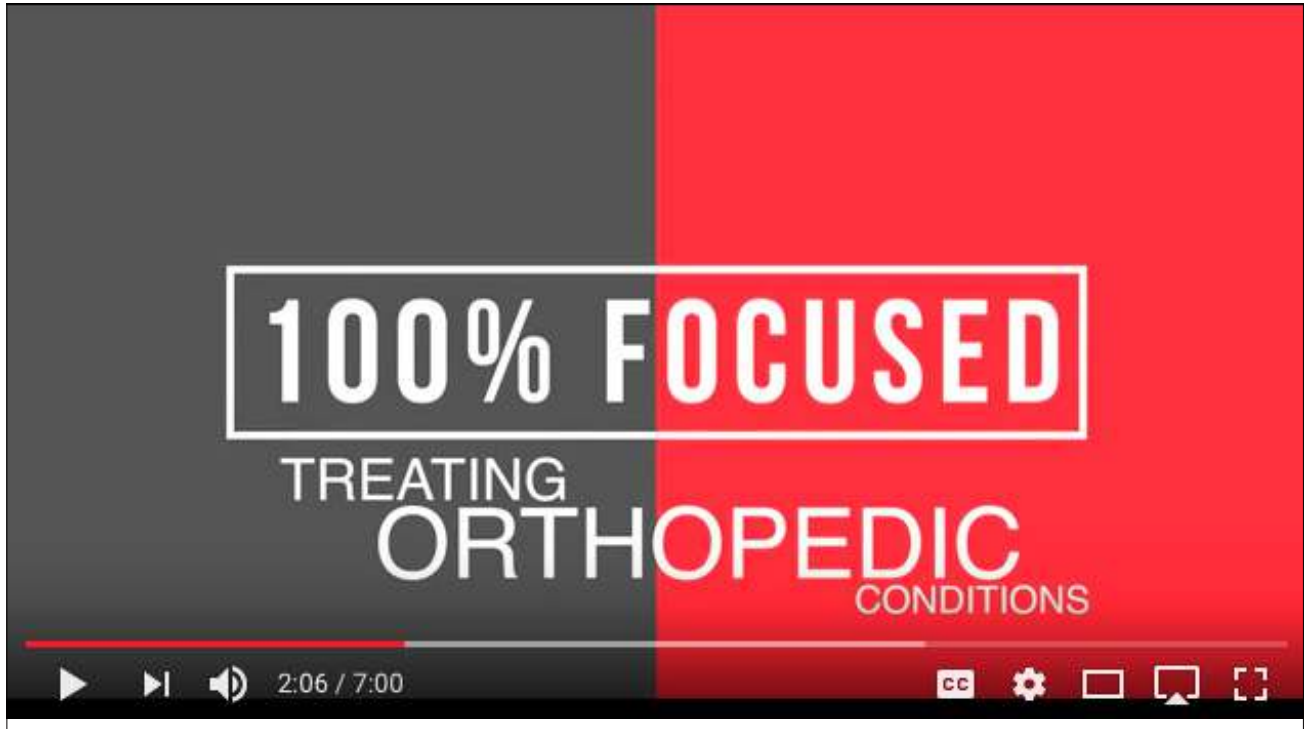 100% FOCUSED
TREATING
ORTHOPEDIC
CONDITIONS
2:06 / 7:00
CC